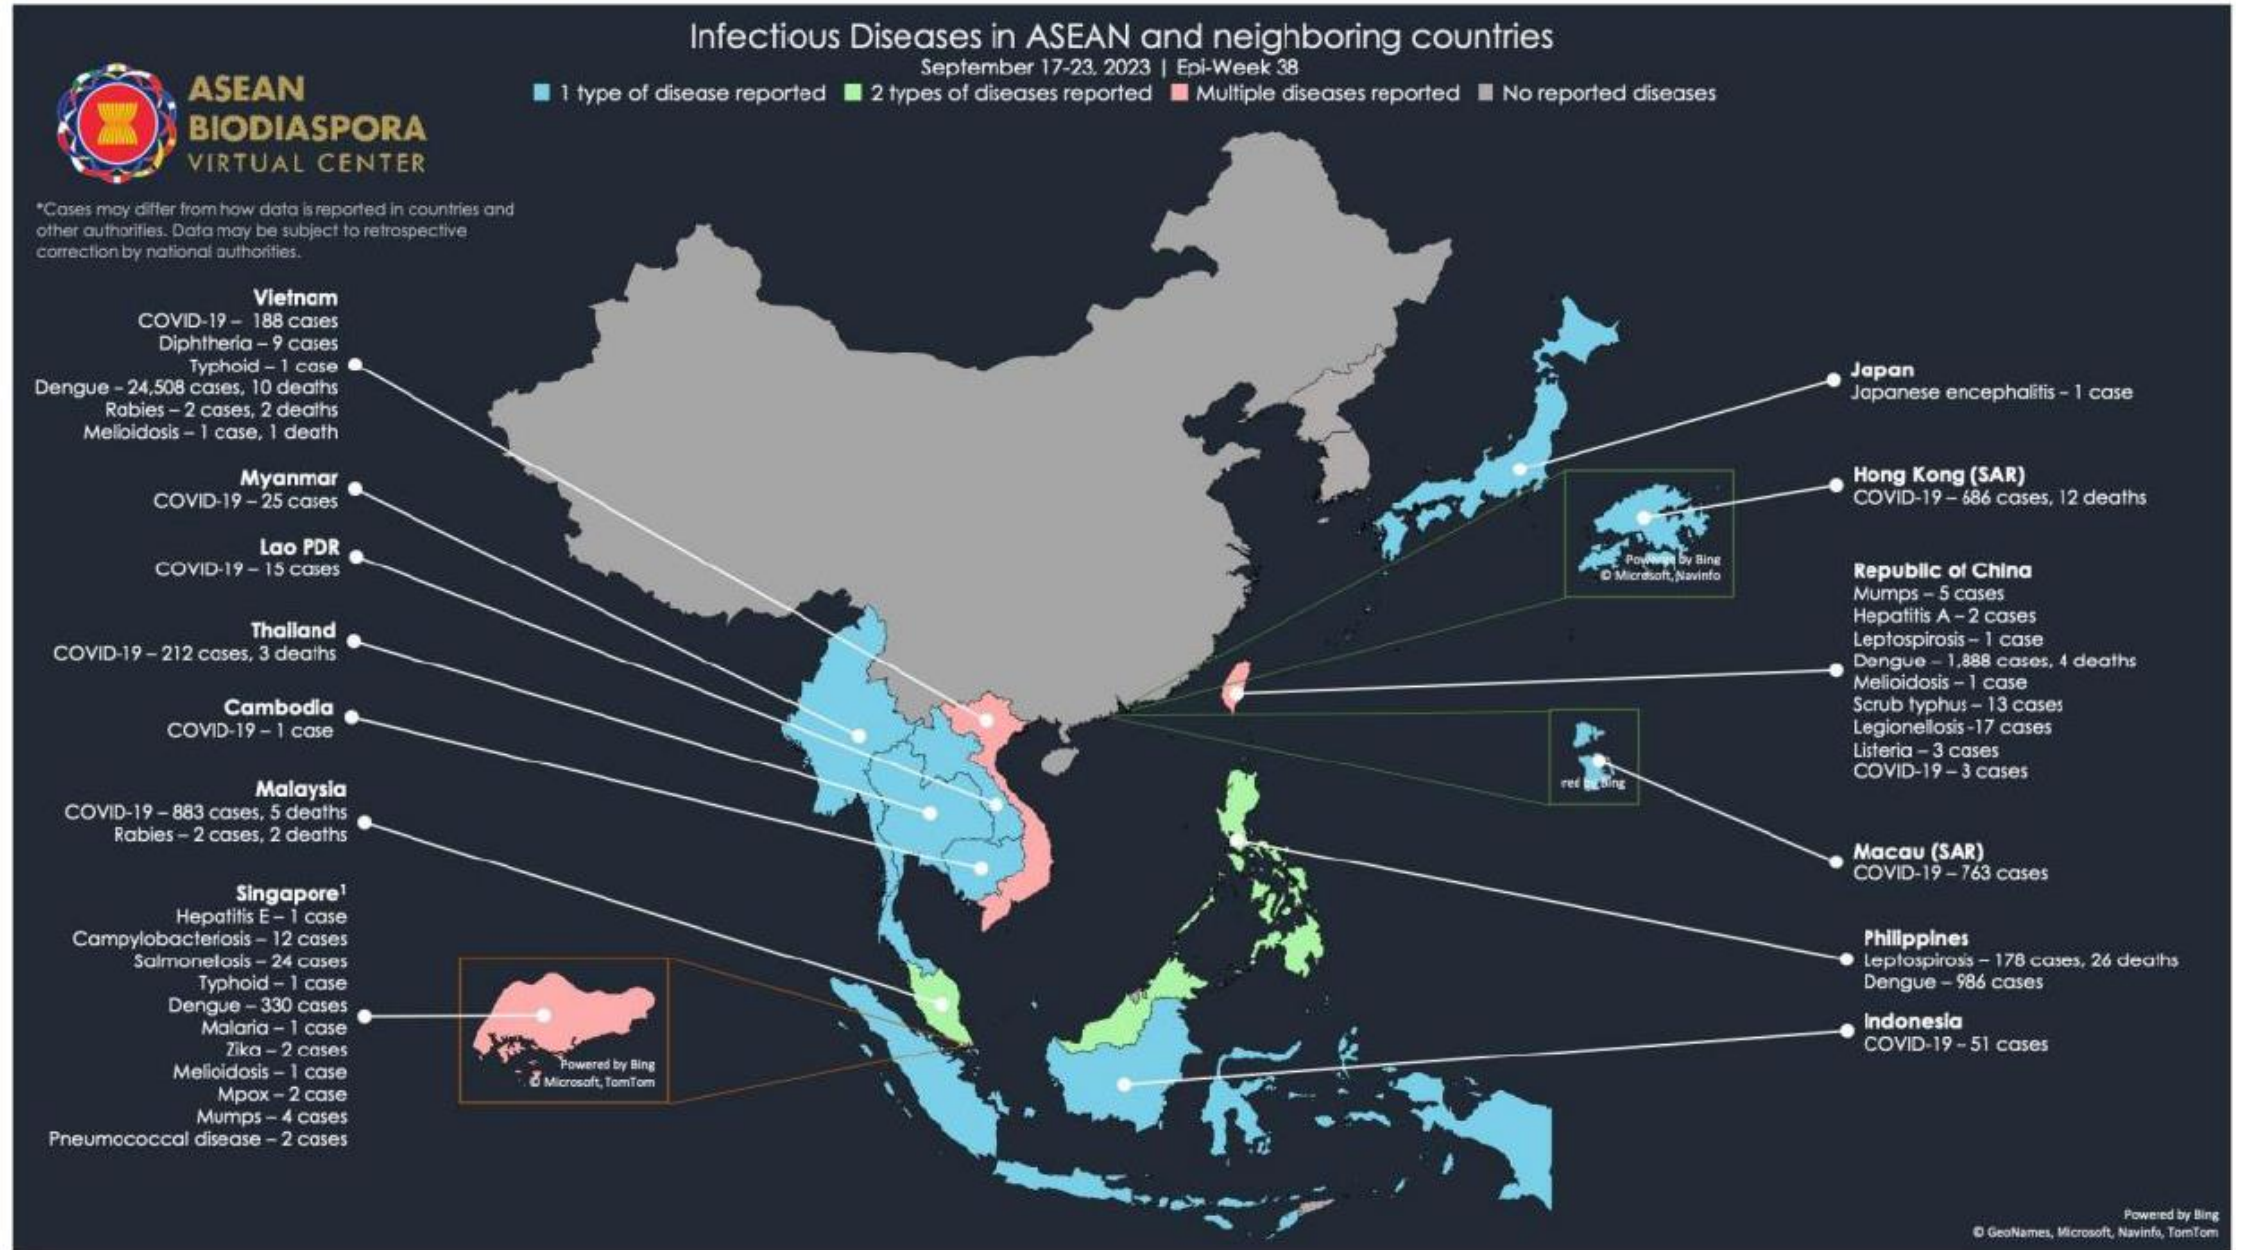 Infectious Diseases in ASEAN and neighboring countries
September 17-23, 2023 | Epi-Week 38
1 type of disease reported
2 types of diseases reported
Multiple diseases reported
No reported diseases
ASEAN
BIODIASPORA
VIRTUAL CENTER
*Cases may differ from how data is reported in countries and
other authorities. Data may be subject to retrospective
correction by national authorities.
Vietnam
COVID-19 – 188 cases
Diphtheria – 9 cases
Typhoid – 1 case
Dengue - 24,508 cases, 10 deaths
Rabies – 2 cases, 2 deaths
Melioidosis – 1 case, 1 death
Myanmar
COVID-19 – 25 cases
Lao PDR
COVID-19 – 15 cases
Thailand
COVID-19 – 212 cases, 3 deaths
Cambodia
COVID-19 – 1 case
Malaysia
COVID-19 – 883 cases, 5 deaths
Rabies – 2 cases, 2 deaths
Singapore¹
Hepatitis E – 1 case
Campylobacteriosis – 12 cases
Salmonellosis – 24 cases
Typhoid – 1 case
Dengue – 330 cases
Malaria – 1 case
Zika – 2 cases
Melioidosis – 1 case
Mpox – 2 case
Mumps – 4 cases
Pneumococcal disease – 2 cases
Powered by Bing
© Microsoft, TomTom
Japan
Japanese encephalitis – 1 case
Hong Kong (SAR)
COVID-19 – 686 cases, 12 deaths
Powered by Bing
© Microsoft, Navinfo
Republic of China
Mumps – 5 cases
Hepatitis A – 2 cases
Leptospirosis – 1 case
Dengue – 1,888 cases, 4 deaths
Melioidosis – 1 case
Scrub typhus – 13 cases
Legionellosis -17 cases
Listeria – 3 cases
COVID-19 – 3 cases
red by Bing
Macau (SAR)
COVID-19 – 763 cases
Philippines
Leptospirosis – 178 cases, 26 deaths
Dengue – 986 cases
Indonesia
COVID-19 – 51 cases
Powered by Bing
© GeoNames, Microsoft, Navinfo, TomTom